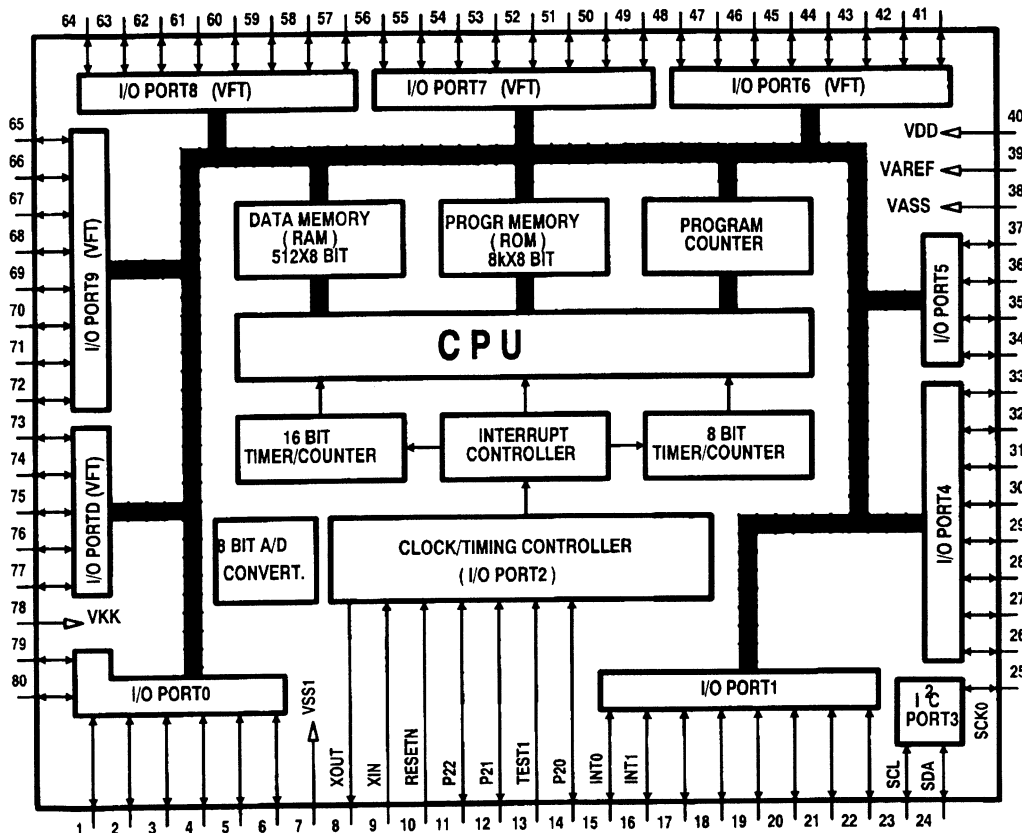 64 63 62 61 60 59 58 57 56 55 54 53 52 51 50 49 48 47 46 45 44 43 42 41
I/O PORT8 (VFT)
I/O PORT7 (VFT)
I/O PORT6 (VFT)
65
66
67
68
69
70
71
72
73
74
75
76
77
78
79
80
I/O PORT9 (VFT)
I/O PORTD (VFT)
VKK
I/O PORT0
VSS1
DATA MEMORY
(RAM)
512X8 BIT
PROGR MEMORY
(ROM)
8kX8 BIT
PROGRAM
COUNTER
CPU
16 BIT
TIMER/COUNTER
INTERRUPT
CONTROLLER
8 BIT
TIMER/COUNTER
8 BIT A/D
CONVERT.
CLOCK/TIMING CONTROLLER
(I/O PORT2)
VDD
VAREF
VASS
40
39
38
37
36
35
34
33
32
31
30
29
28
27
26
25
I/O PORT5
I/O PORT4
I/O PORT1
I2C
PORT3
SCK0
XOUT
XIN
RESETN
P22
P21
TEST1
P20
INT0
INT1
SCL
SDA
1 2 3 4 5 6 7 8 9 10 11 12 13 14 15 16 17 18 19 20 21 22 23 24